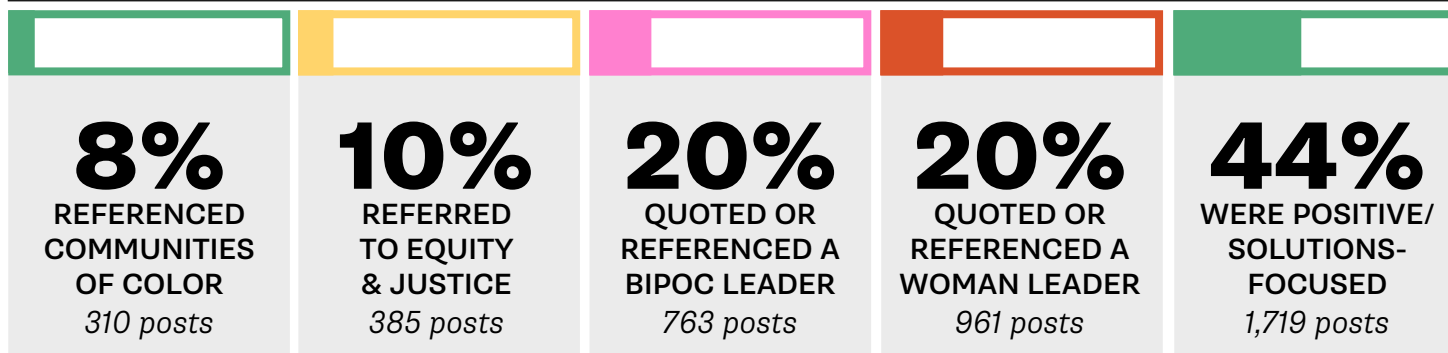 8%
REFERENCED
COMMUNITIES
OF COLOR
310 posts
10%
REFERRED
TO EQUITY
& JUSTICE
385 posts
20%
QUOTED OR
REFERENCED A
BIPOC LEADER
763 posts
20%
QUOTED OR
REFERENCED A
WOMAN LEADER
961 posts
44%
WERE POSITIVE/
SOLUTIONS-
FOCUSED
1,719 posts